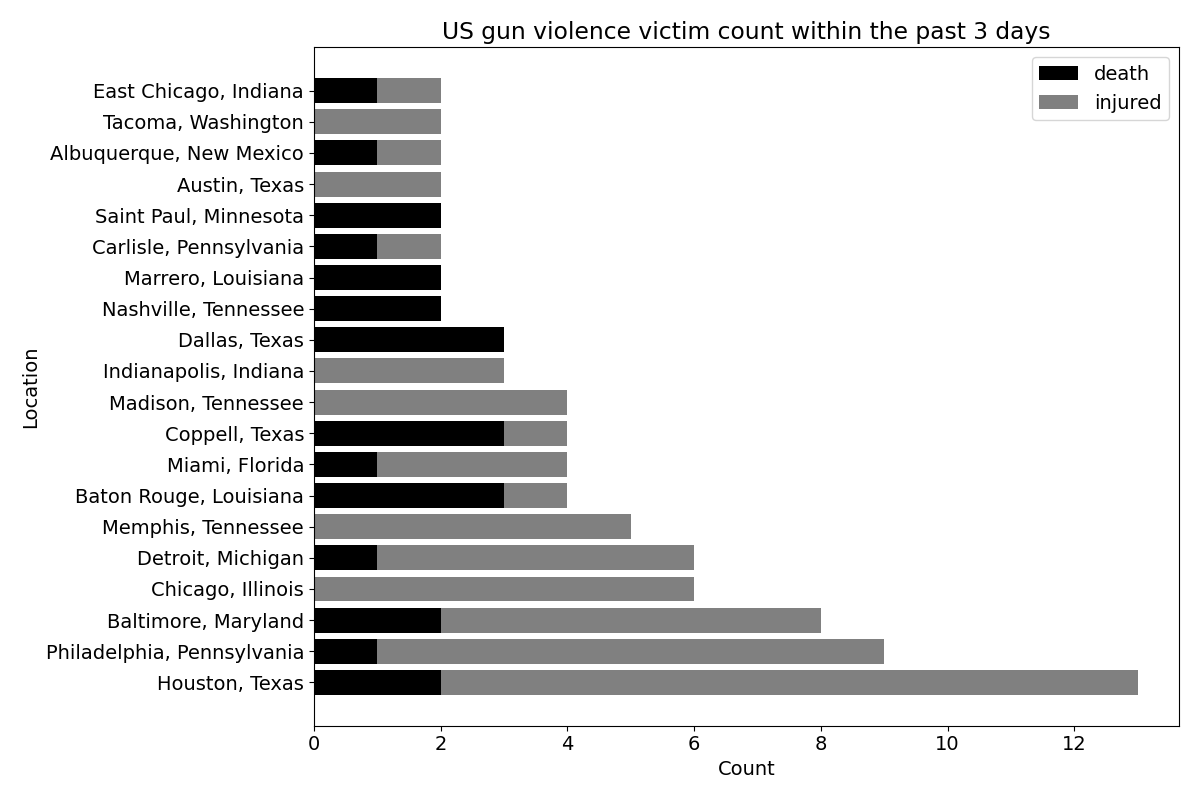 US gun violence victim count within the past 3 days
death
injured
East Chicago, Indiana
Tacoma, Washington
Albuquerque, New Mexico
Austin, Texas
Saint Paul, Minnesota
Carlisle, Pennsylvania
Marrero, Louisiana
Nashville, Tennessee
Dallas, Texas
Indianapolis, Indiana
Madison, Tennessee
Coppell, Texas
Miami, Florida
Baton Rouge, Louisiana
Memphis, Tennessee
Detroit, Michigan
Chicago, Illinois
Baltimore, Maryland
Philadelphia, Pennsylvania
Houston, Texas
Location
0 2 4 6 8 10 12
Count